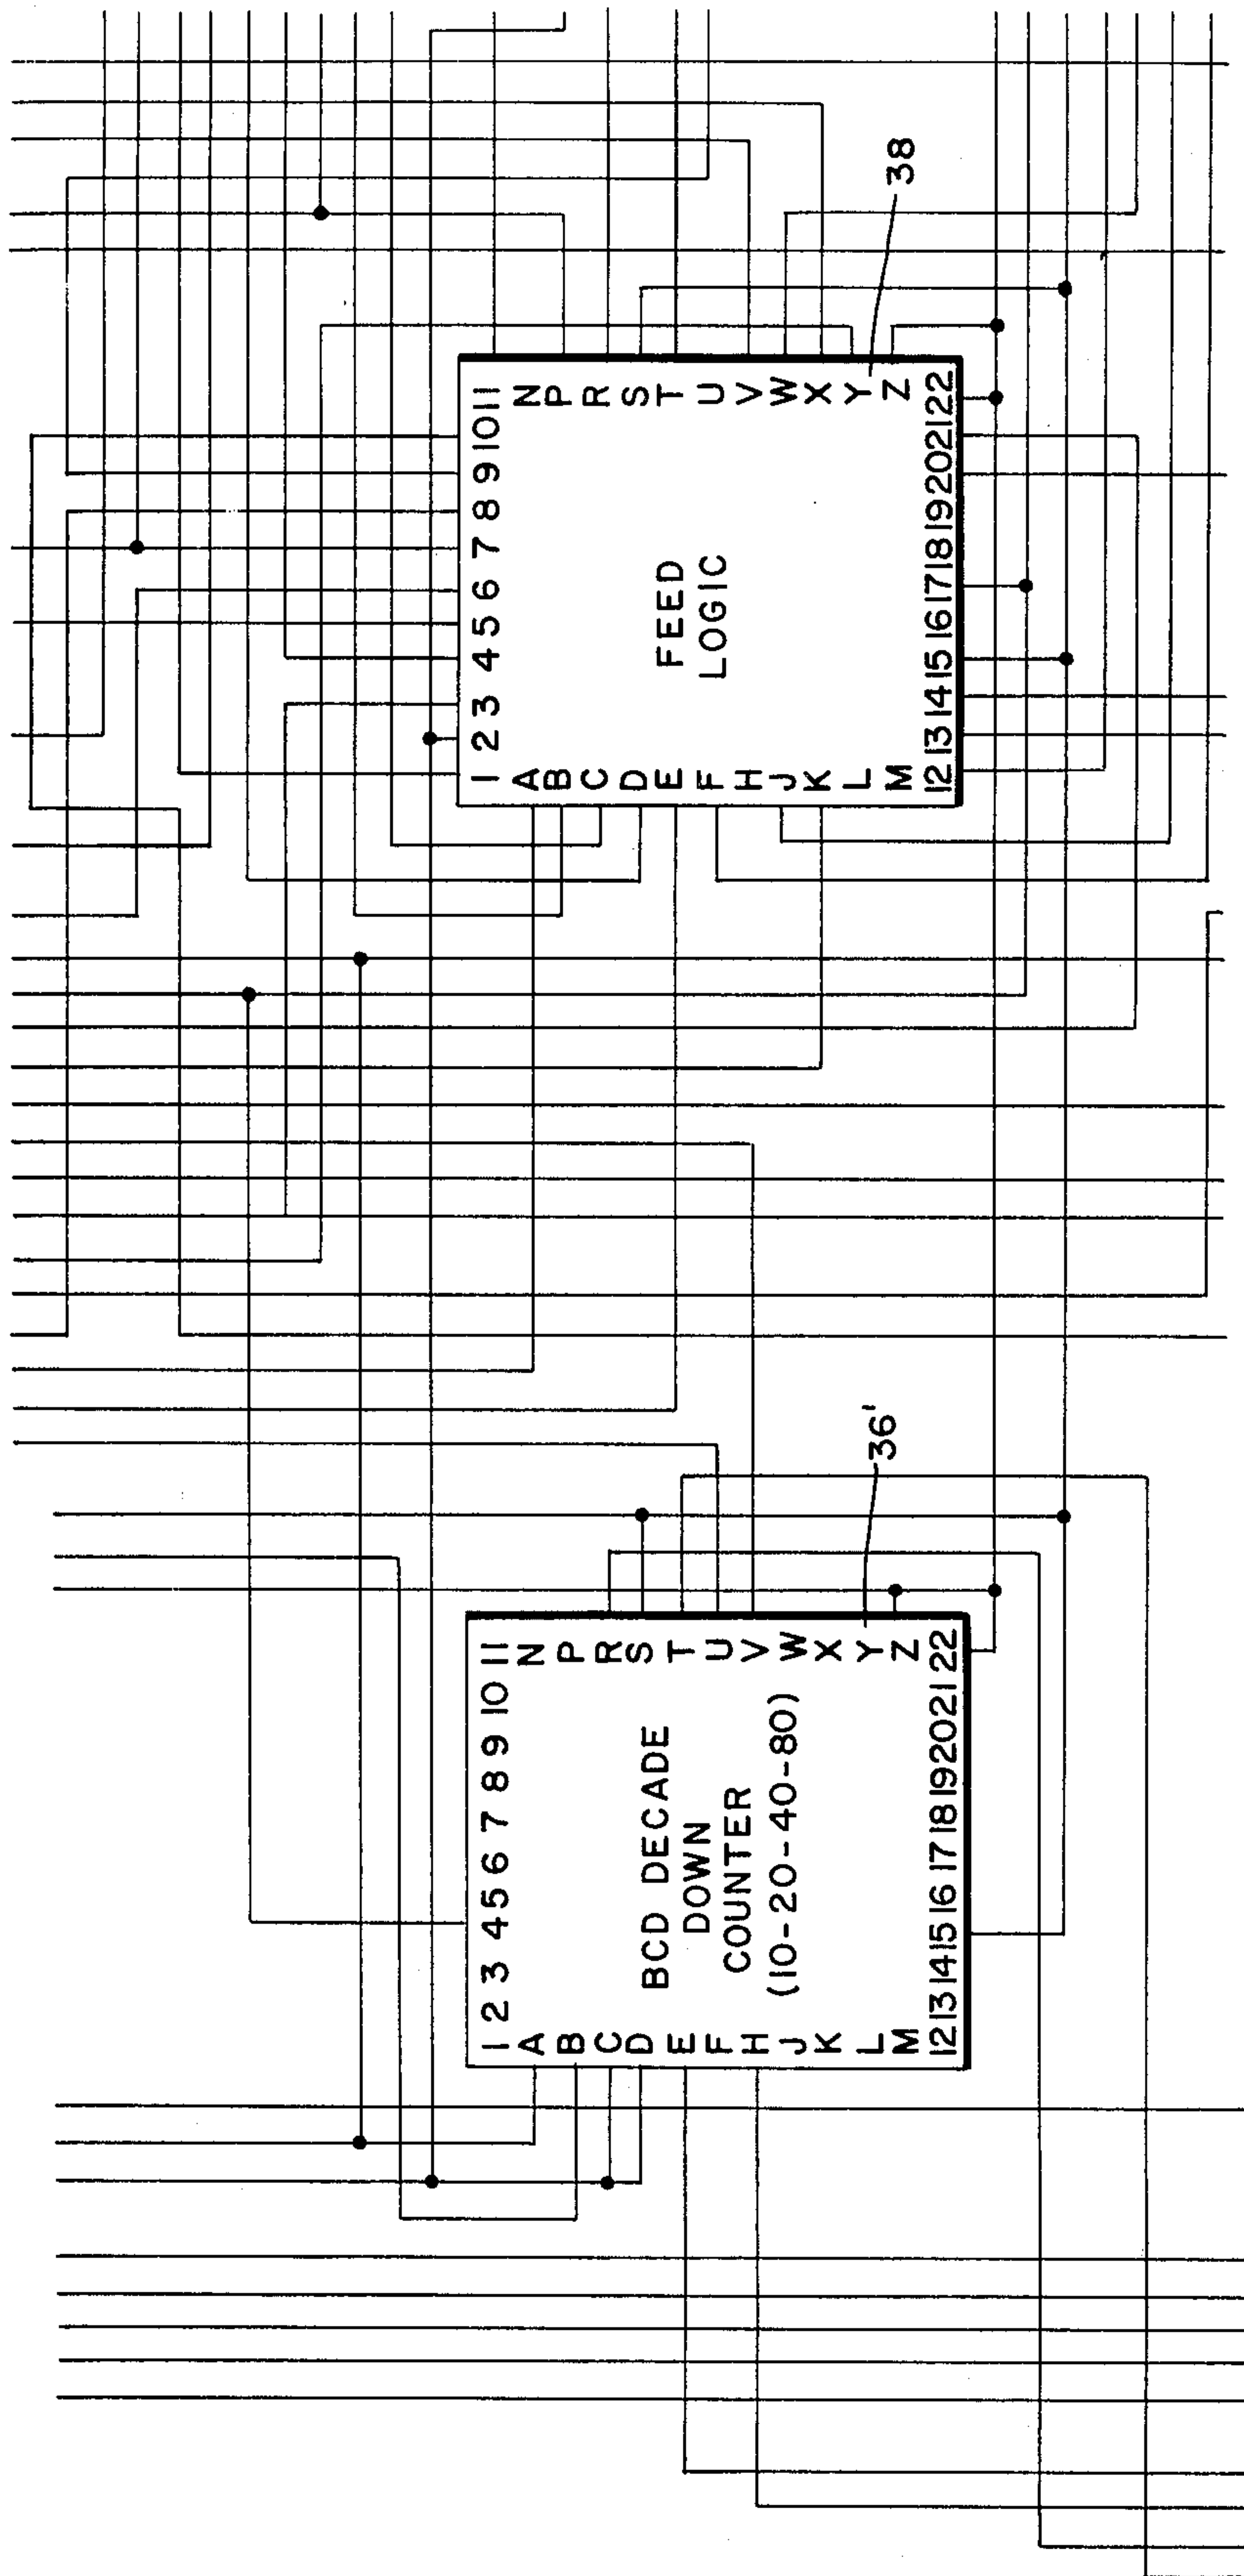 1 2 3 4 5 6 7 8 9 10 11
A
B
C
D
E
F
H
J
K
L
M
N
P
R
S
T
U
V
W
X
Y
Z
BCD DECADE
DOWN
COUNTER
(10-20-40-80)
12 13 14 15 16 17 18 19 20 21 22
36'
1 2 3 4 5 6 7 8 9 10 11
A
B
C
D
E
F
H
J
K
L
M
N
P
R
S
T
U
V
W
X
Y
Z
FEED
LOGIC
12 13 14 15 16 17 18 19 20 21 22
38